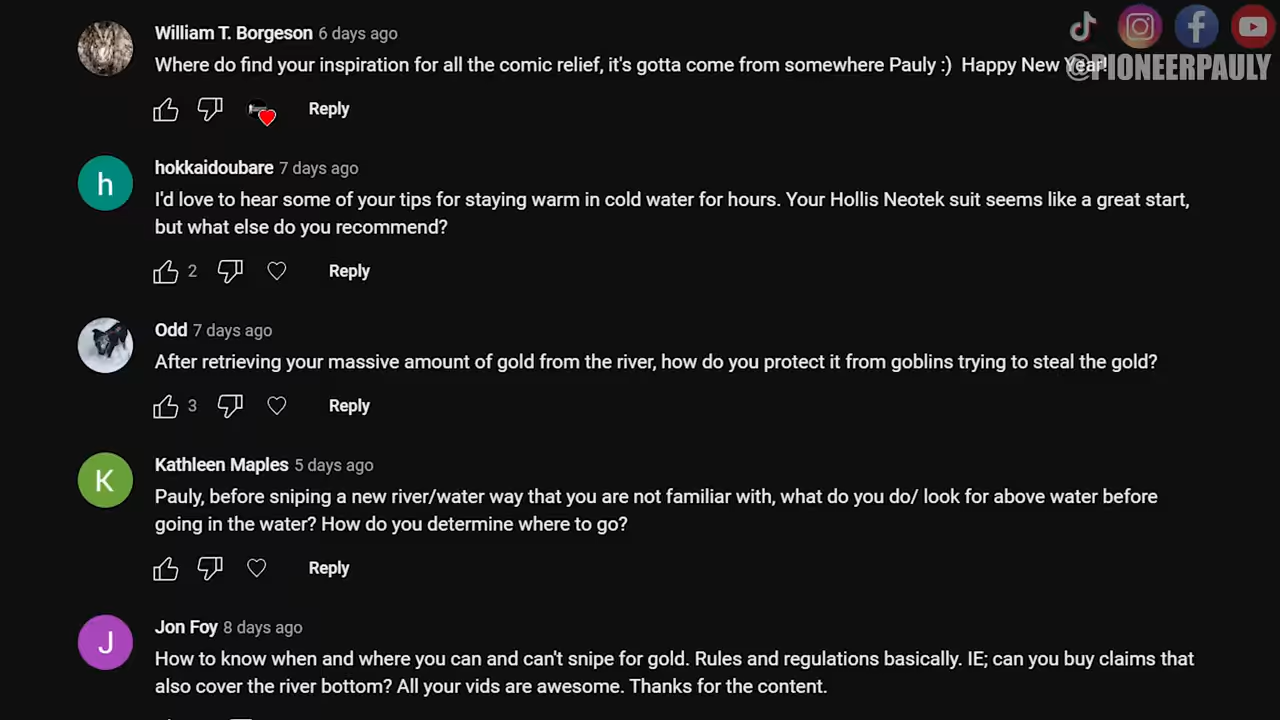 William T. Borgeson 6 days ago
Where do find your inspiration for all the comic relief, it's gotta come from somewhere Pauly :) Happy New Year!
@PIONEERPAULY
Reply
h
hokkaidoubare 7 days ago
I'd love to hear some of your tips for staying warm in cold water for hours. Your Hollis Neotek suit seems like a great start,
but what else do you recommend?
2 Reply
Odd 7 days ago
After retrieving your massive amount of gold from the river, how do you protect it from goblins trying to steal the gold?
3 Reply
K
Kathleen Maples 5 days ago
Pauly, before sniping a new river/water way that you are not familiar with, what do you do/ look for above water before
going in the water? How do you determine where to go?
Reply
J
Jon Foy 8 days ago
How to know when and where you can and can't snipe for gold. Rules and regulations basically. IE; can you buy claims that
also cover the river bottom? All your vids are awesome. Thanks for the content.